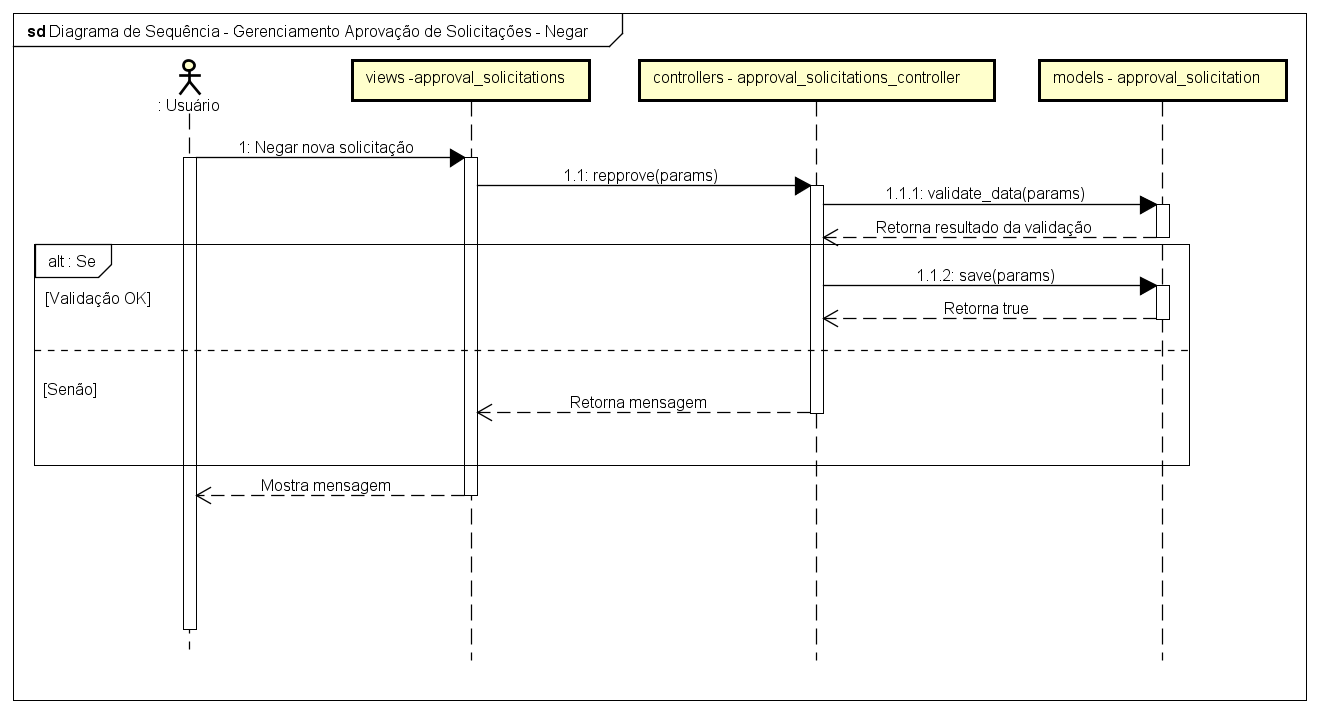 sd Diagrama de Sequência - Gerenciamento Aprovação de Solicitações - Negar
: Usuário
views -approval_solicitations
controllers - approval_solicitations_controller
models - approval_solicitation
1: Negar nova solicitação
1.1: repprove(params)
1.1.1: validate_data(params)
Retorna resultado da validação
alt : Se
[Validação OK]
1.1.2: save(params)
Retorna true
[Senão]
Retorna mensagem
Mostra mensagem